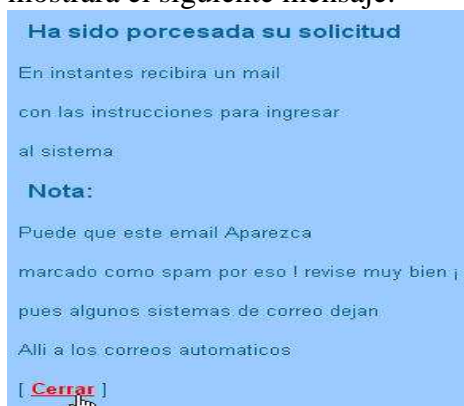 mostrará el siguiente mensaje:
Ha sido porcesada su solicitud
En instantes recibira un mail
con las instrucciones para ingresar
al sistema
Nota:
Puede que este email Aparezca
marcado como spam por eso ! revise muy bien ¡
pues algunos sistemas de correo dejan
Alli a los correos automaticos
[ Cerrar ]